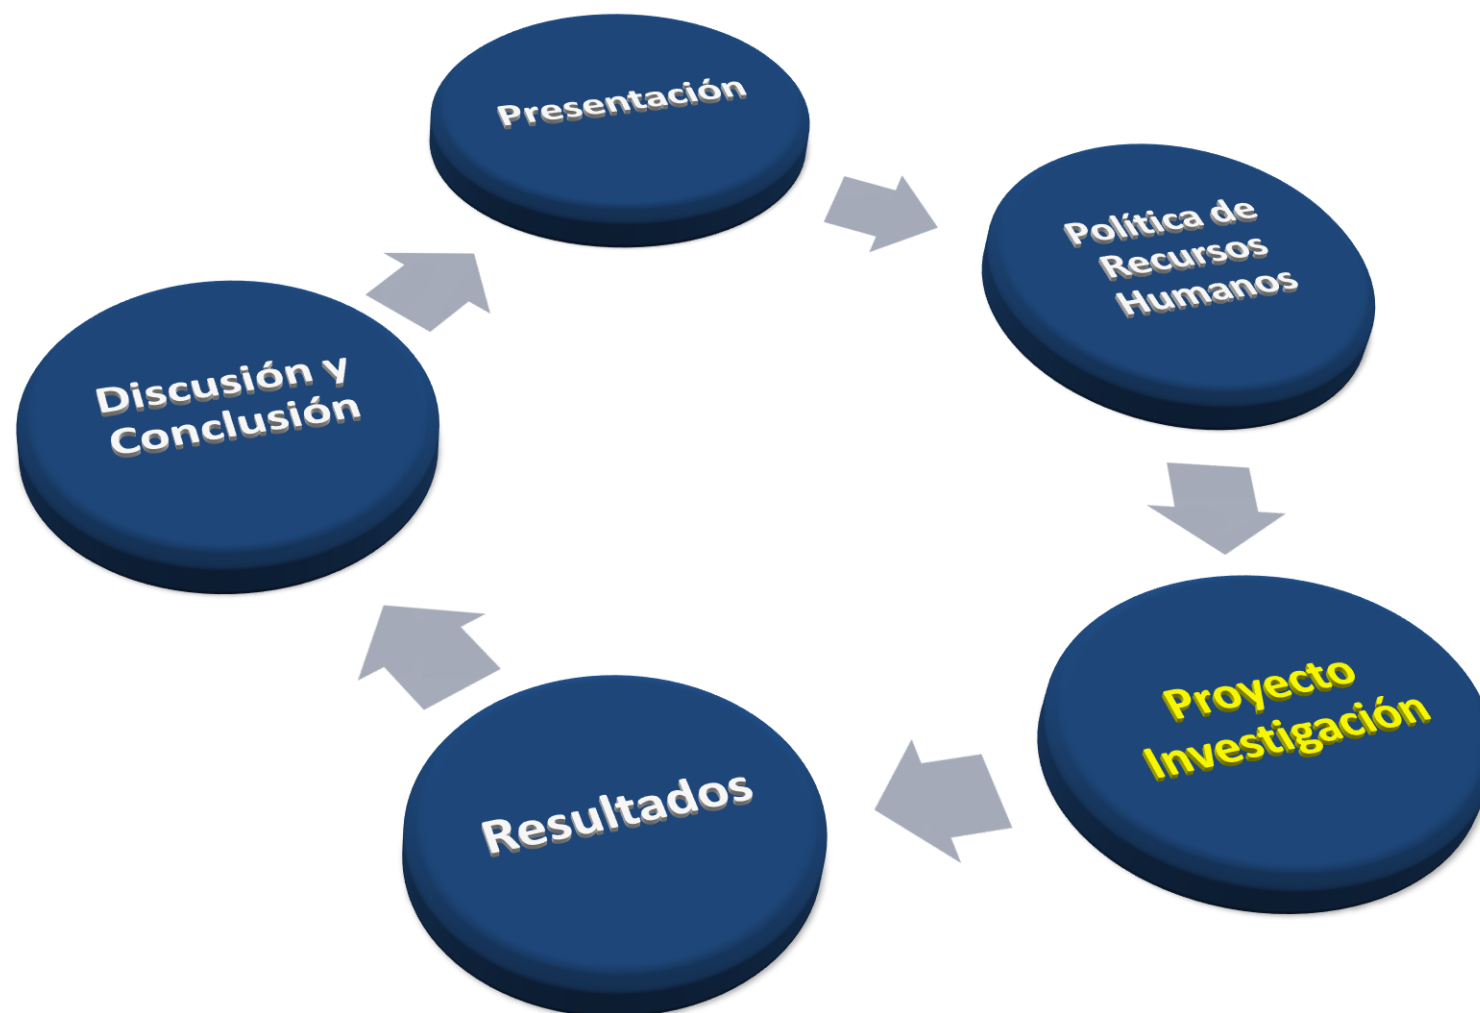 Presentación
Política de
Recursos
Humanos
Proyecto
Investigación
Resultados
Discusión y
Conclusión